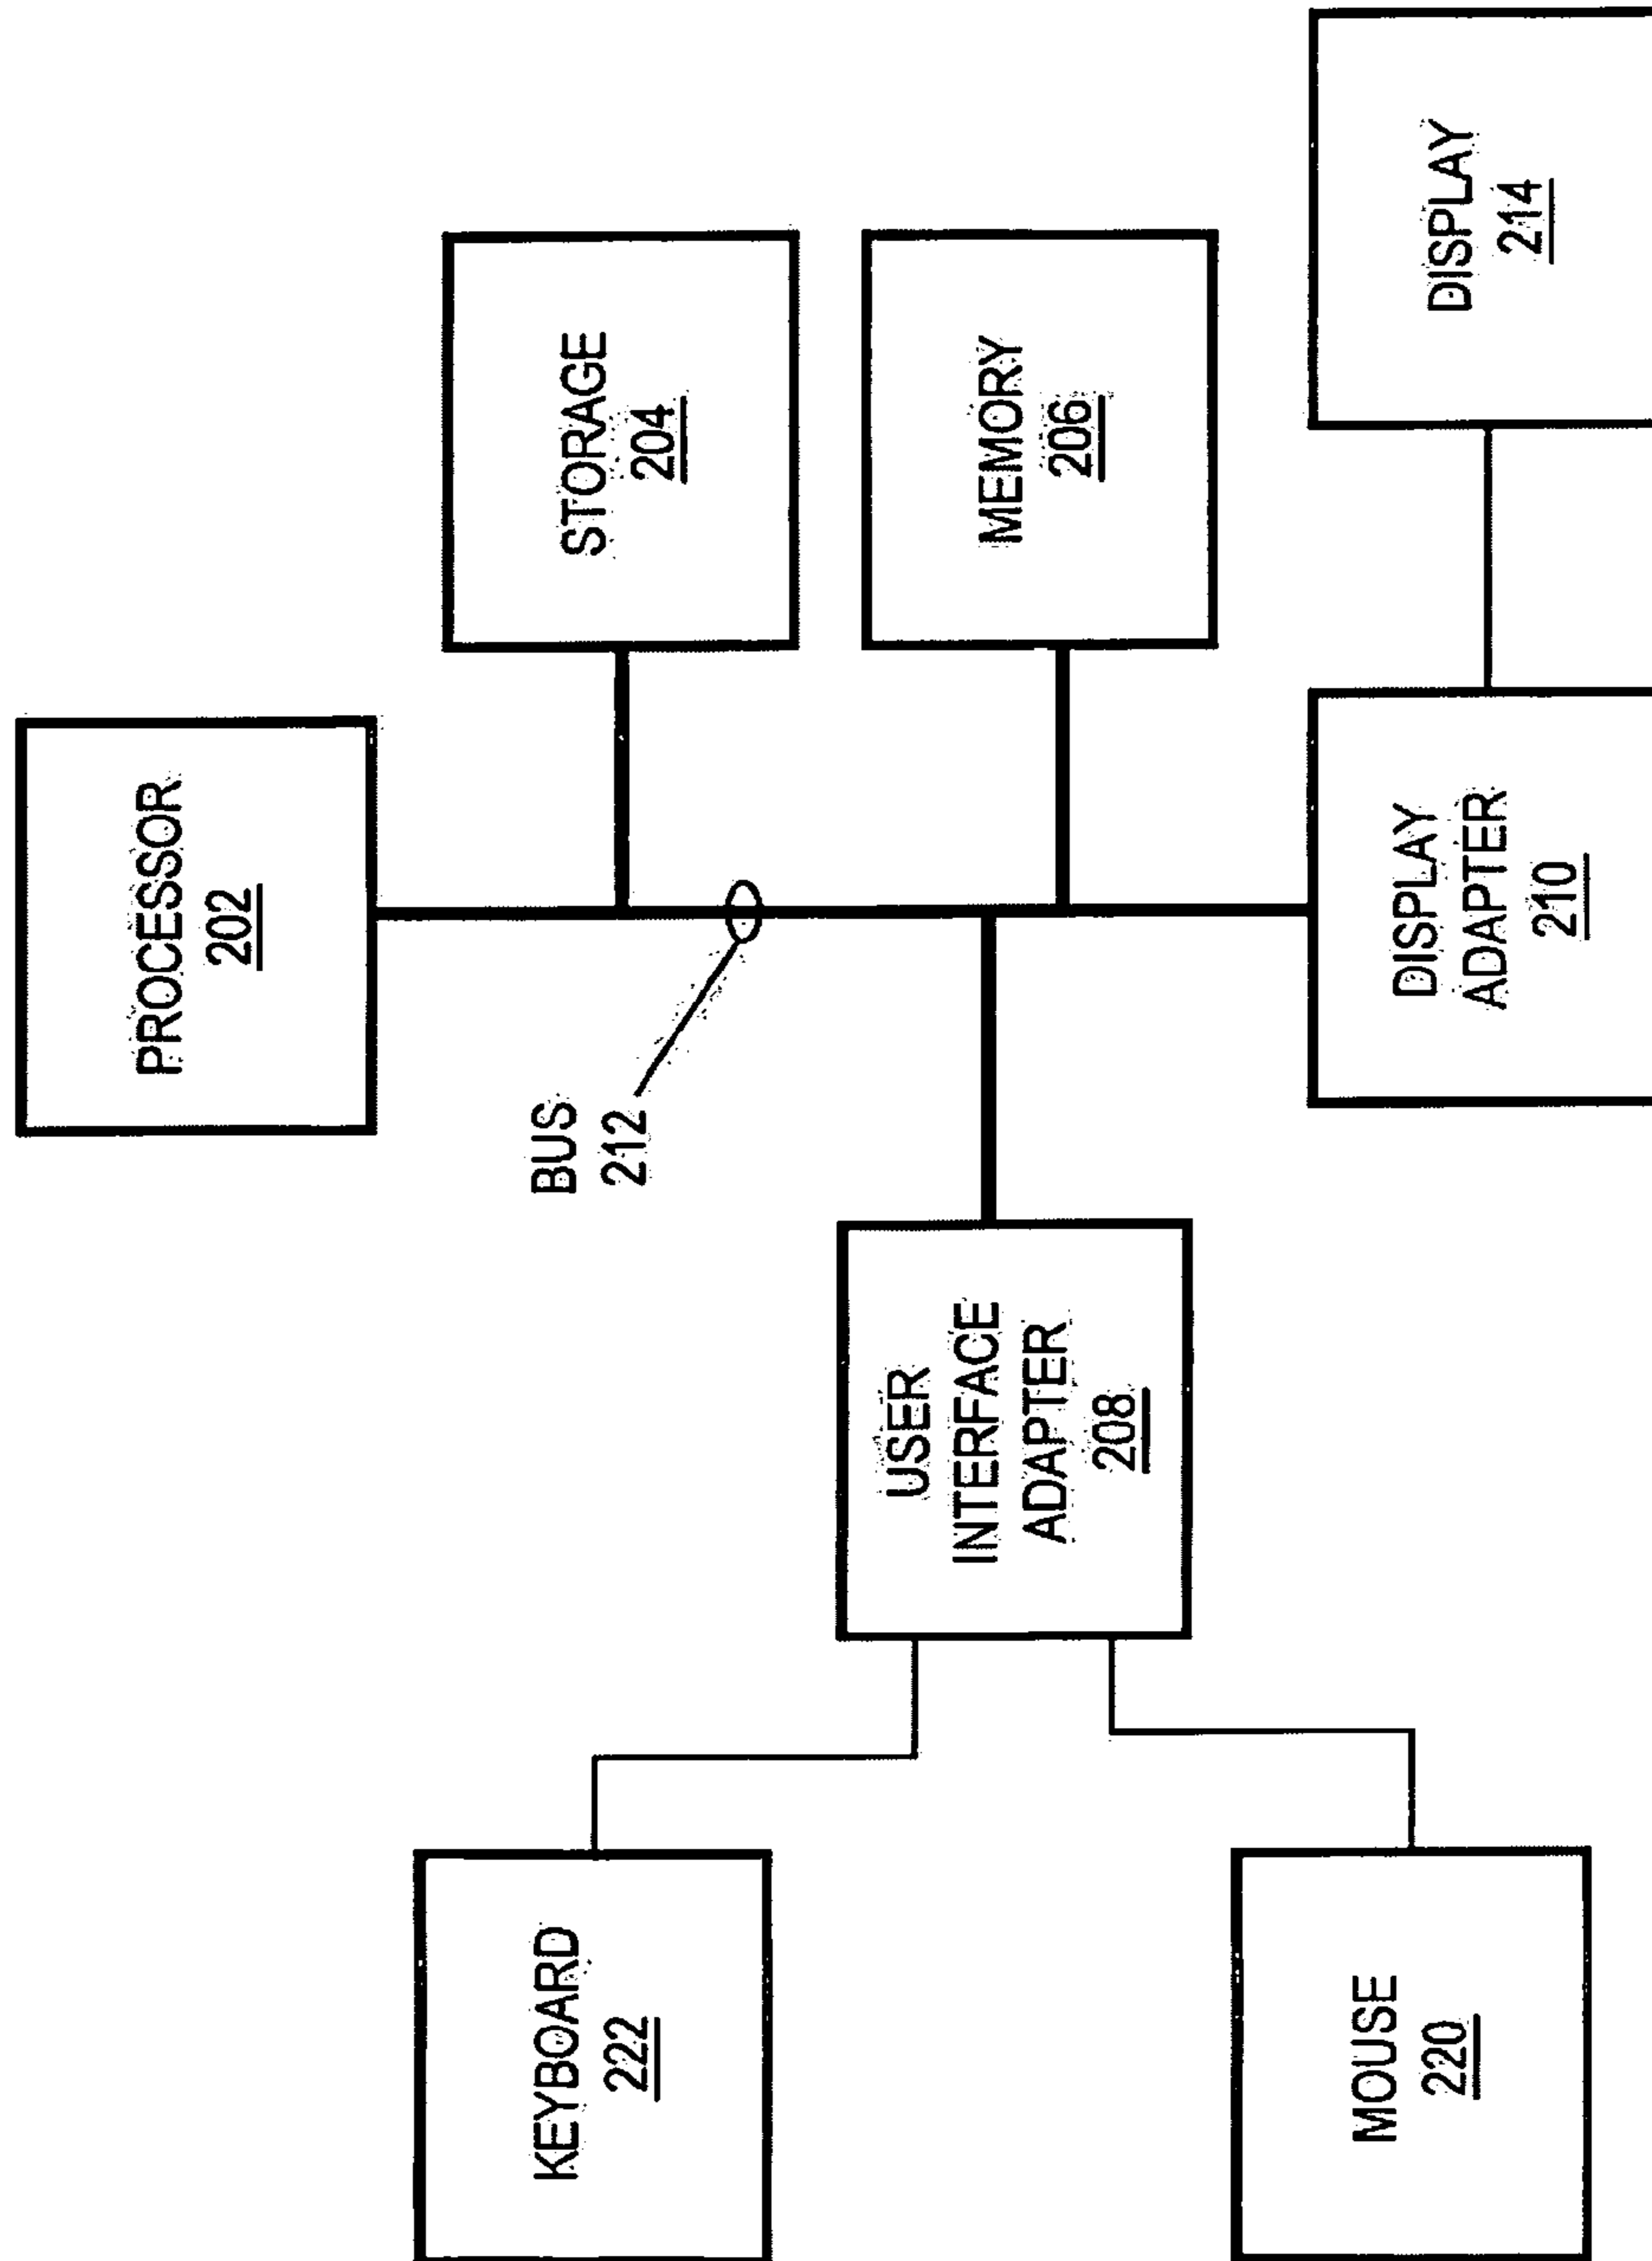 PROCESSOR
202
STORAGE
204
BUS
212
MEMORY
206
USER
INTERFACE
ADAPTER
208
KEYBOARD
222
MOUSE
220
DISPLAY
ADAPTER
210
DISPLAY
214